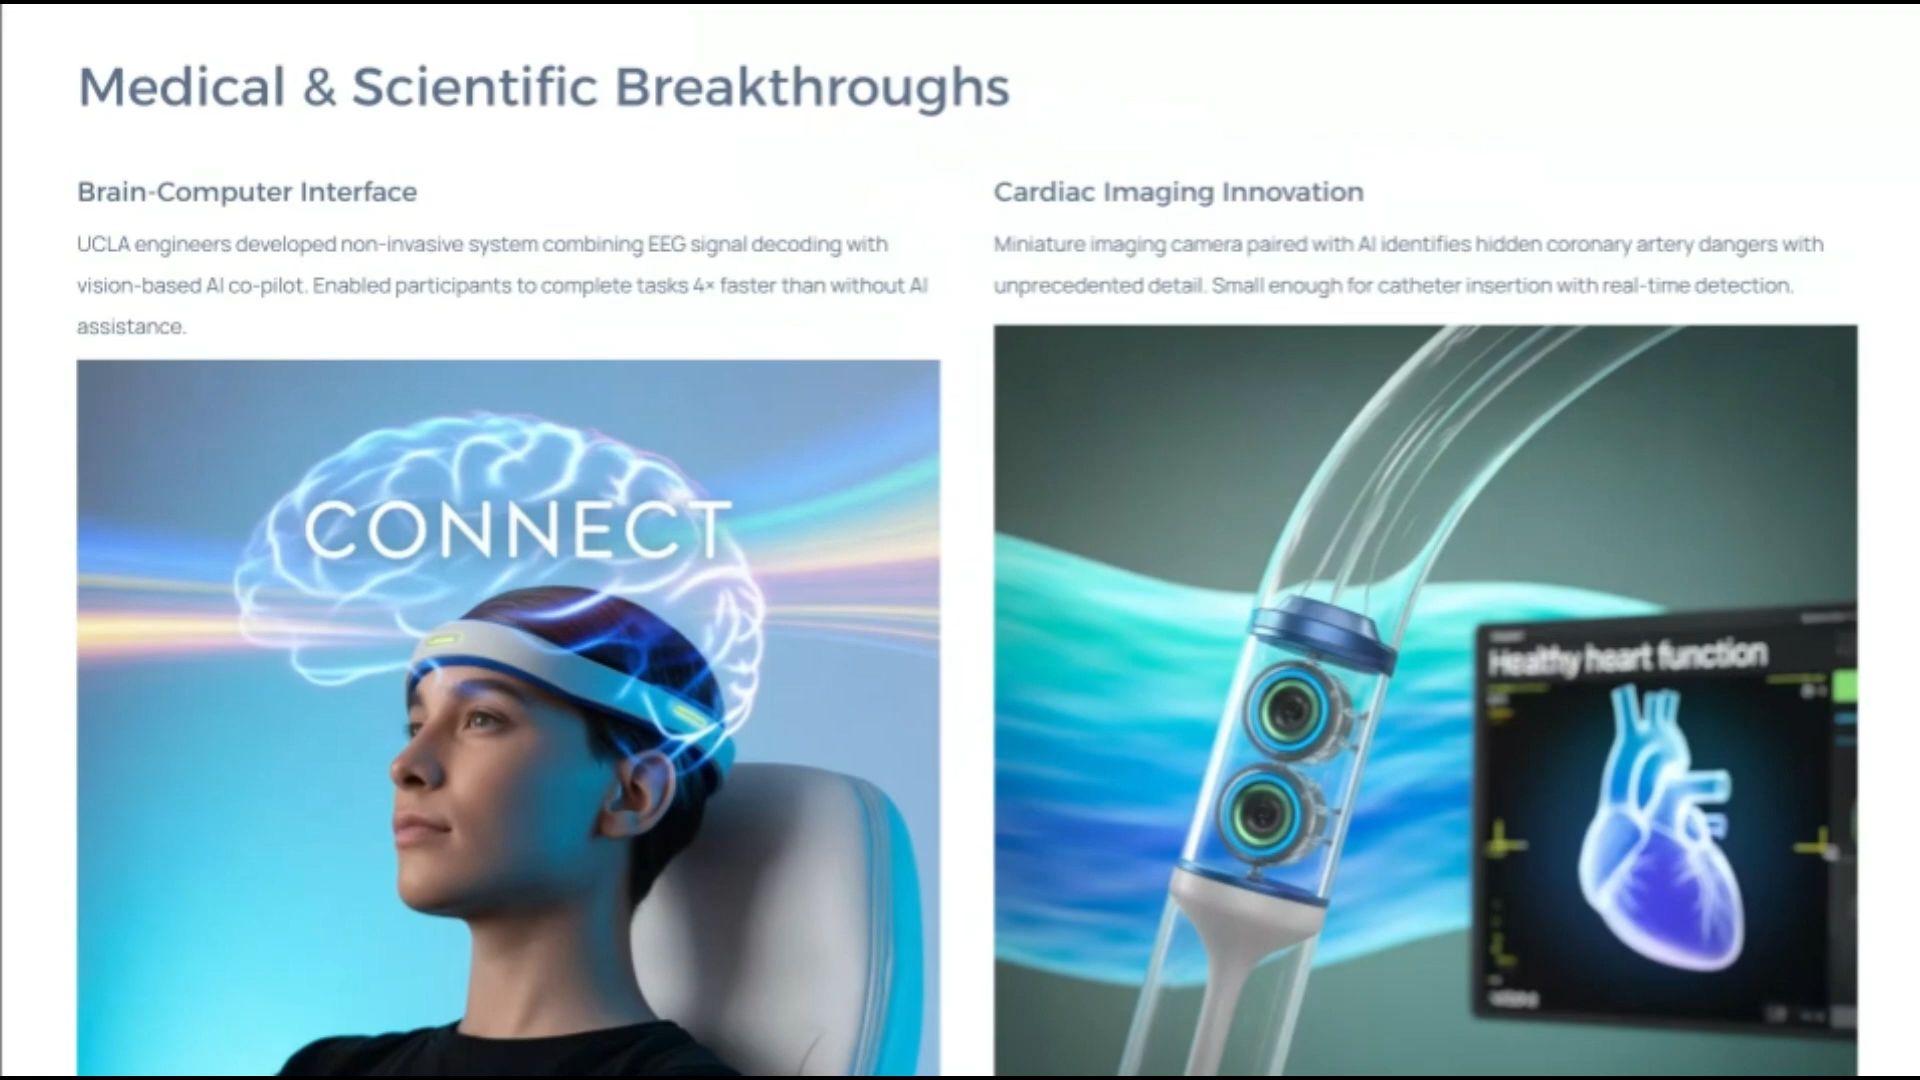 Medical & Scientific Breakthroughs
Brain-Computer Interface
UCLA engineers developed non-invasive system combining EEG signal decoding with
vision-based AI co-pilot. Enabled participants to complete tasks 4× faster than without AI
assistance.
CONNECT
Cardiac Imaging Innovation
Miniature imaging camera paired with AI identifies hidden coronary artery dangers with
unprecedented detail. Small enough for catheter insertion with real-time detection.
Healthy heart function